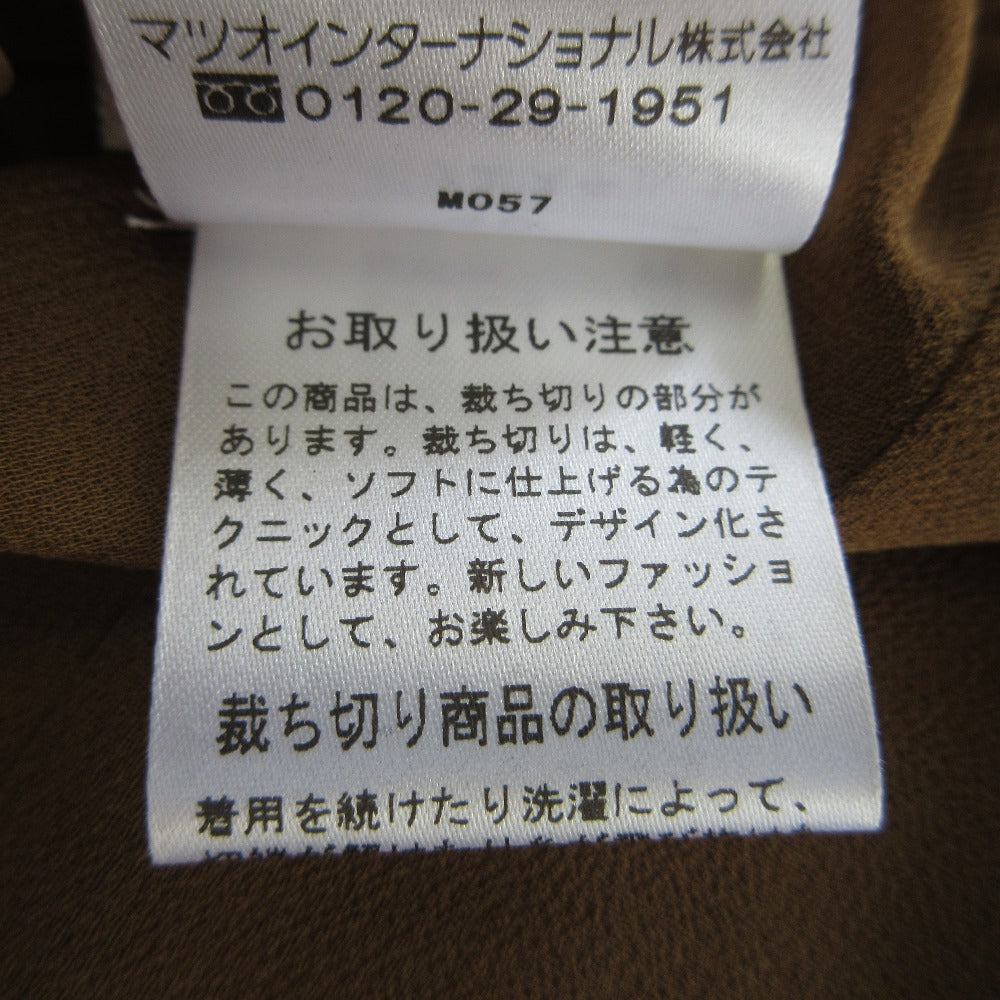 マツオインターナショナル株式会社
0120-29-1951
M057
お取り扱い注意
この商品は、裁ち切りの部分が
あります。裁ち切りは、軽く、
薄く、ソフトに仕上げる為のテ
クニックとして、デザイン化さ
れています。新しいファッショ
ンとして、お楽しみ下さい。
裁ち切り商品の取り扱い
着用を続けたり洗濯によって、